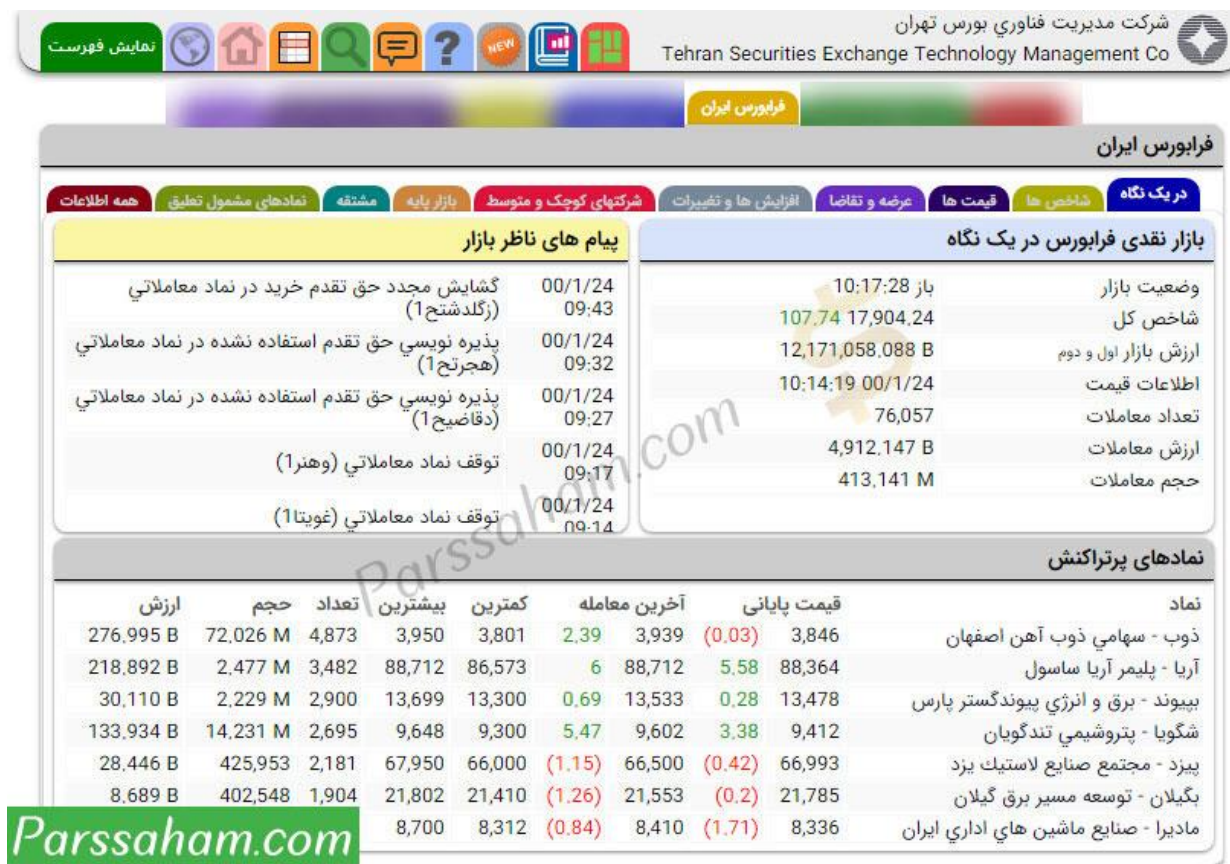 شرکت مديريت فناوري بورس تهران
Tehran Securities Exchange Technology Management Co
NEW
?
نمایش فهرست
فرابورس ایران
فرابورس ایران
در یک نگاه شاخص ها قیمت ها عرضه و تقاضا افزایش ها و تغییرات شرکتهای کوچک و متوسط بازار پایه مشتقه نمادهای مشمول تعلیق همه اطلاعات
بازار نقدی فرابورس در یک نگاه
وضعیت بازار باز 10:17:28
شاخص کل 17,904.24 107.74
ارزش بازار اول و دوم 12,171,058.088 B
اطلاعات قیمت 00/1/24 10:14:19
تعداد معاملات 76,057
ارزش معاملات 4,912.147 B
حجم معاملات 413.141 M
پیام های ناظر بازار
00/1/24 09:43 گشايش مجدد حق تقدم خريد در نماد معاملاتي (زگلدشتح1)
00/1/24 09:32 پذيره نويسي حق تقدم استفاده نشده در نماد معاملاتي (هجرتح1)
00/1/24 09:27 پذيره نويسي حق تقدم استفاده نشده در نماد معاملاتي (دقاضيح1)
00/1/24 09:17 توقف نماد معاملاتي (وهنر1)
00/1/24 09:14 توقف نماد معاملاتي (غويتا1)
نمادهای پرتراکنش
نماد قیمت پایانی آخرین معامله کمترین بیشترین تعداد حجم ارزش
ذوب - سهامي ذوب آهن اصفهان 3,846 (0.03) 3,939 2.39 3,801 3,950 4,873 72.026 M 276.995 B
آريا - پليمر آريا ساسول 88,364 5.58 88,712 6 86,573 88,712 3,482 2.477 M 218.892 B
بپيوند - برق و انرژي پيوندگستر پارس 13,478 0.28 13,533 0.69 13,300 13,699 2,900 2.229 M 30.110 B
شگويا - پتروشيمي تندگويان 9,412 3.38 9,602 5.47 9,300 9,648 2,695 14.231 M 133.934 B
پيزد - مجتمع صنايع لاستيك يزد 66,993 (0.42) 66,500 (1.15) 66,000 67,950 2,181 425,953 28.446 B
بگيلان - توسعه مسير برق گيلان 21,785 (0.2) 21,553 (1.26) 21,410 21,802 1,904 402,548 8.689 B
ماديرا - صنايع ماشين هاي اداري ايران 8,336 (1.71) 8,410 (0.84) 8,312 8,700
Parssaham.com
Parssaham.com